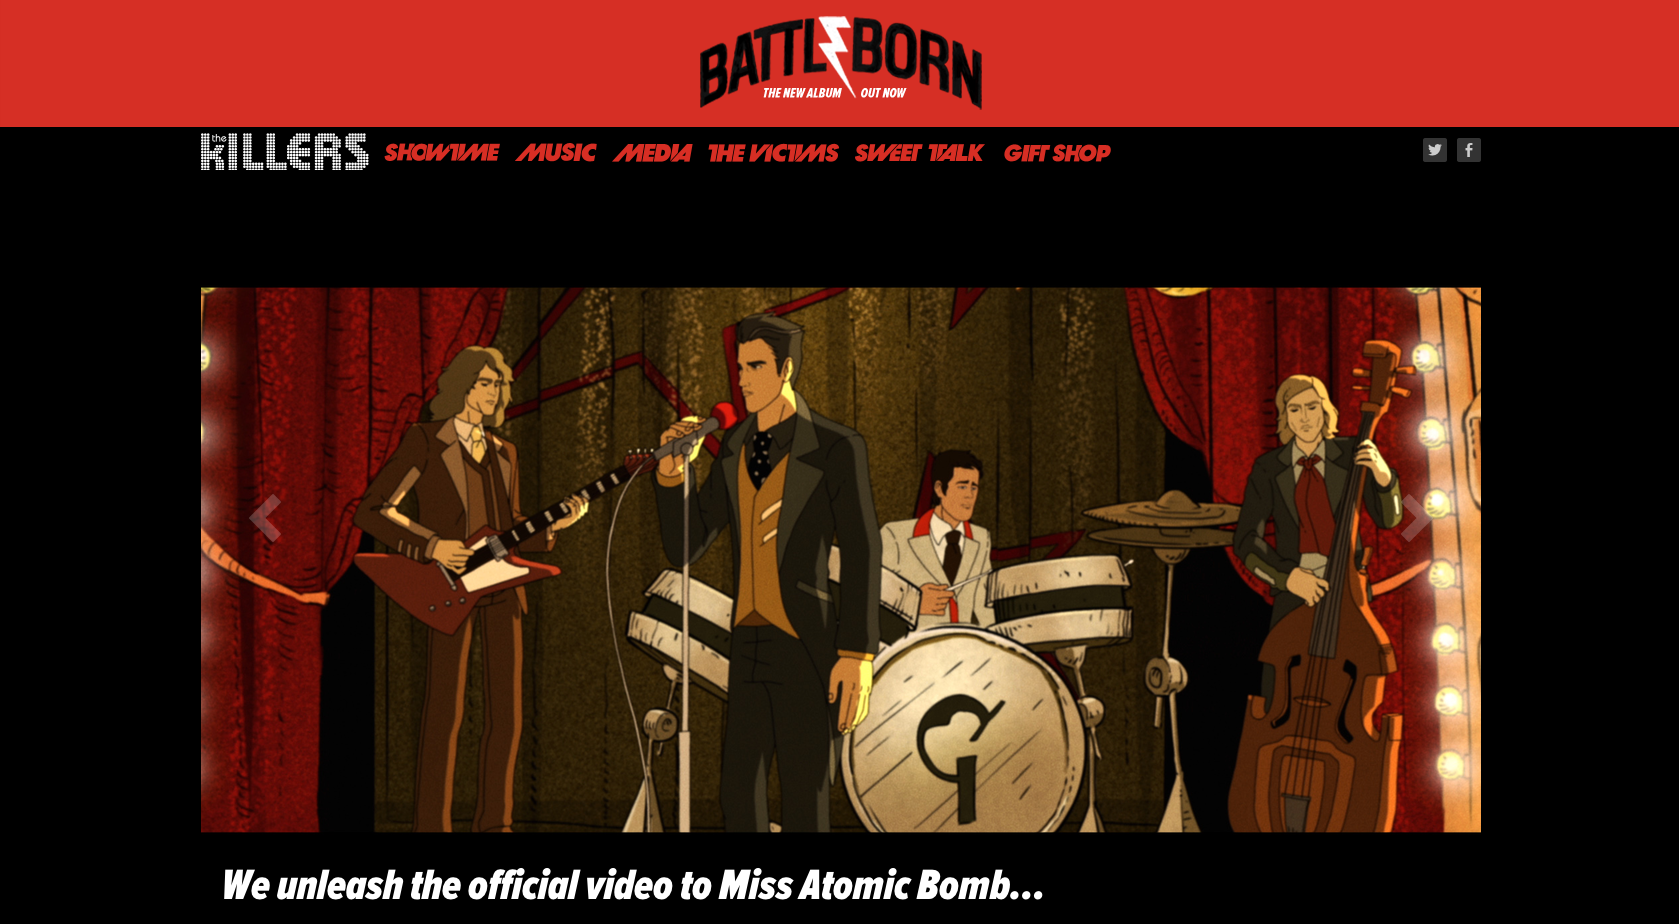 BATTLE BORN
THE NEW ALBUM OUT NOW
the KILLERS SHOWTIME MUSIC MEDIA THE VICTIMS SWEET TALK GIFT SHOP
We unleash the official video to Miss Atomic Bomb...